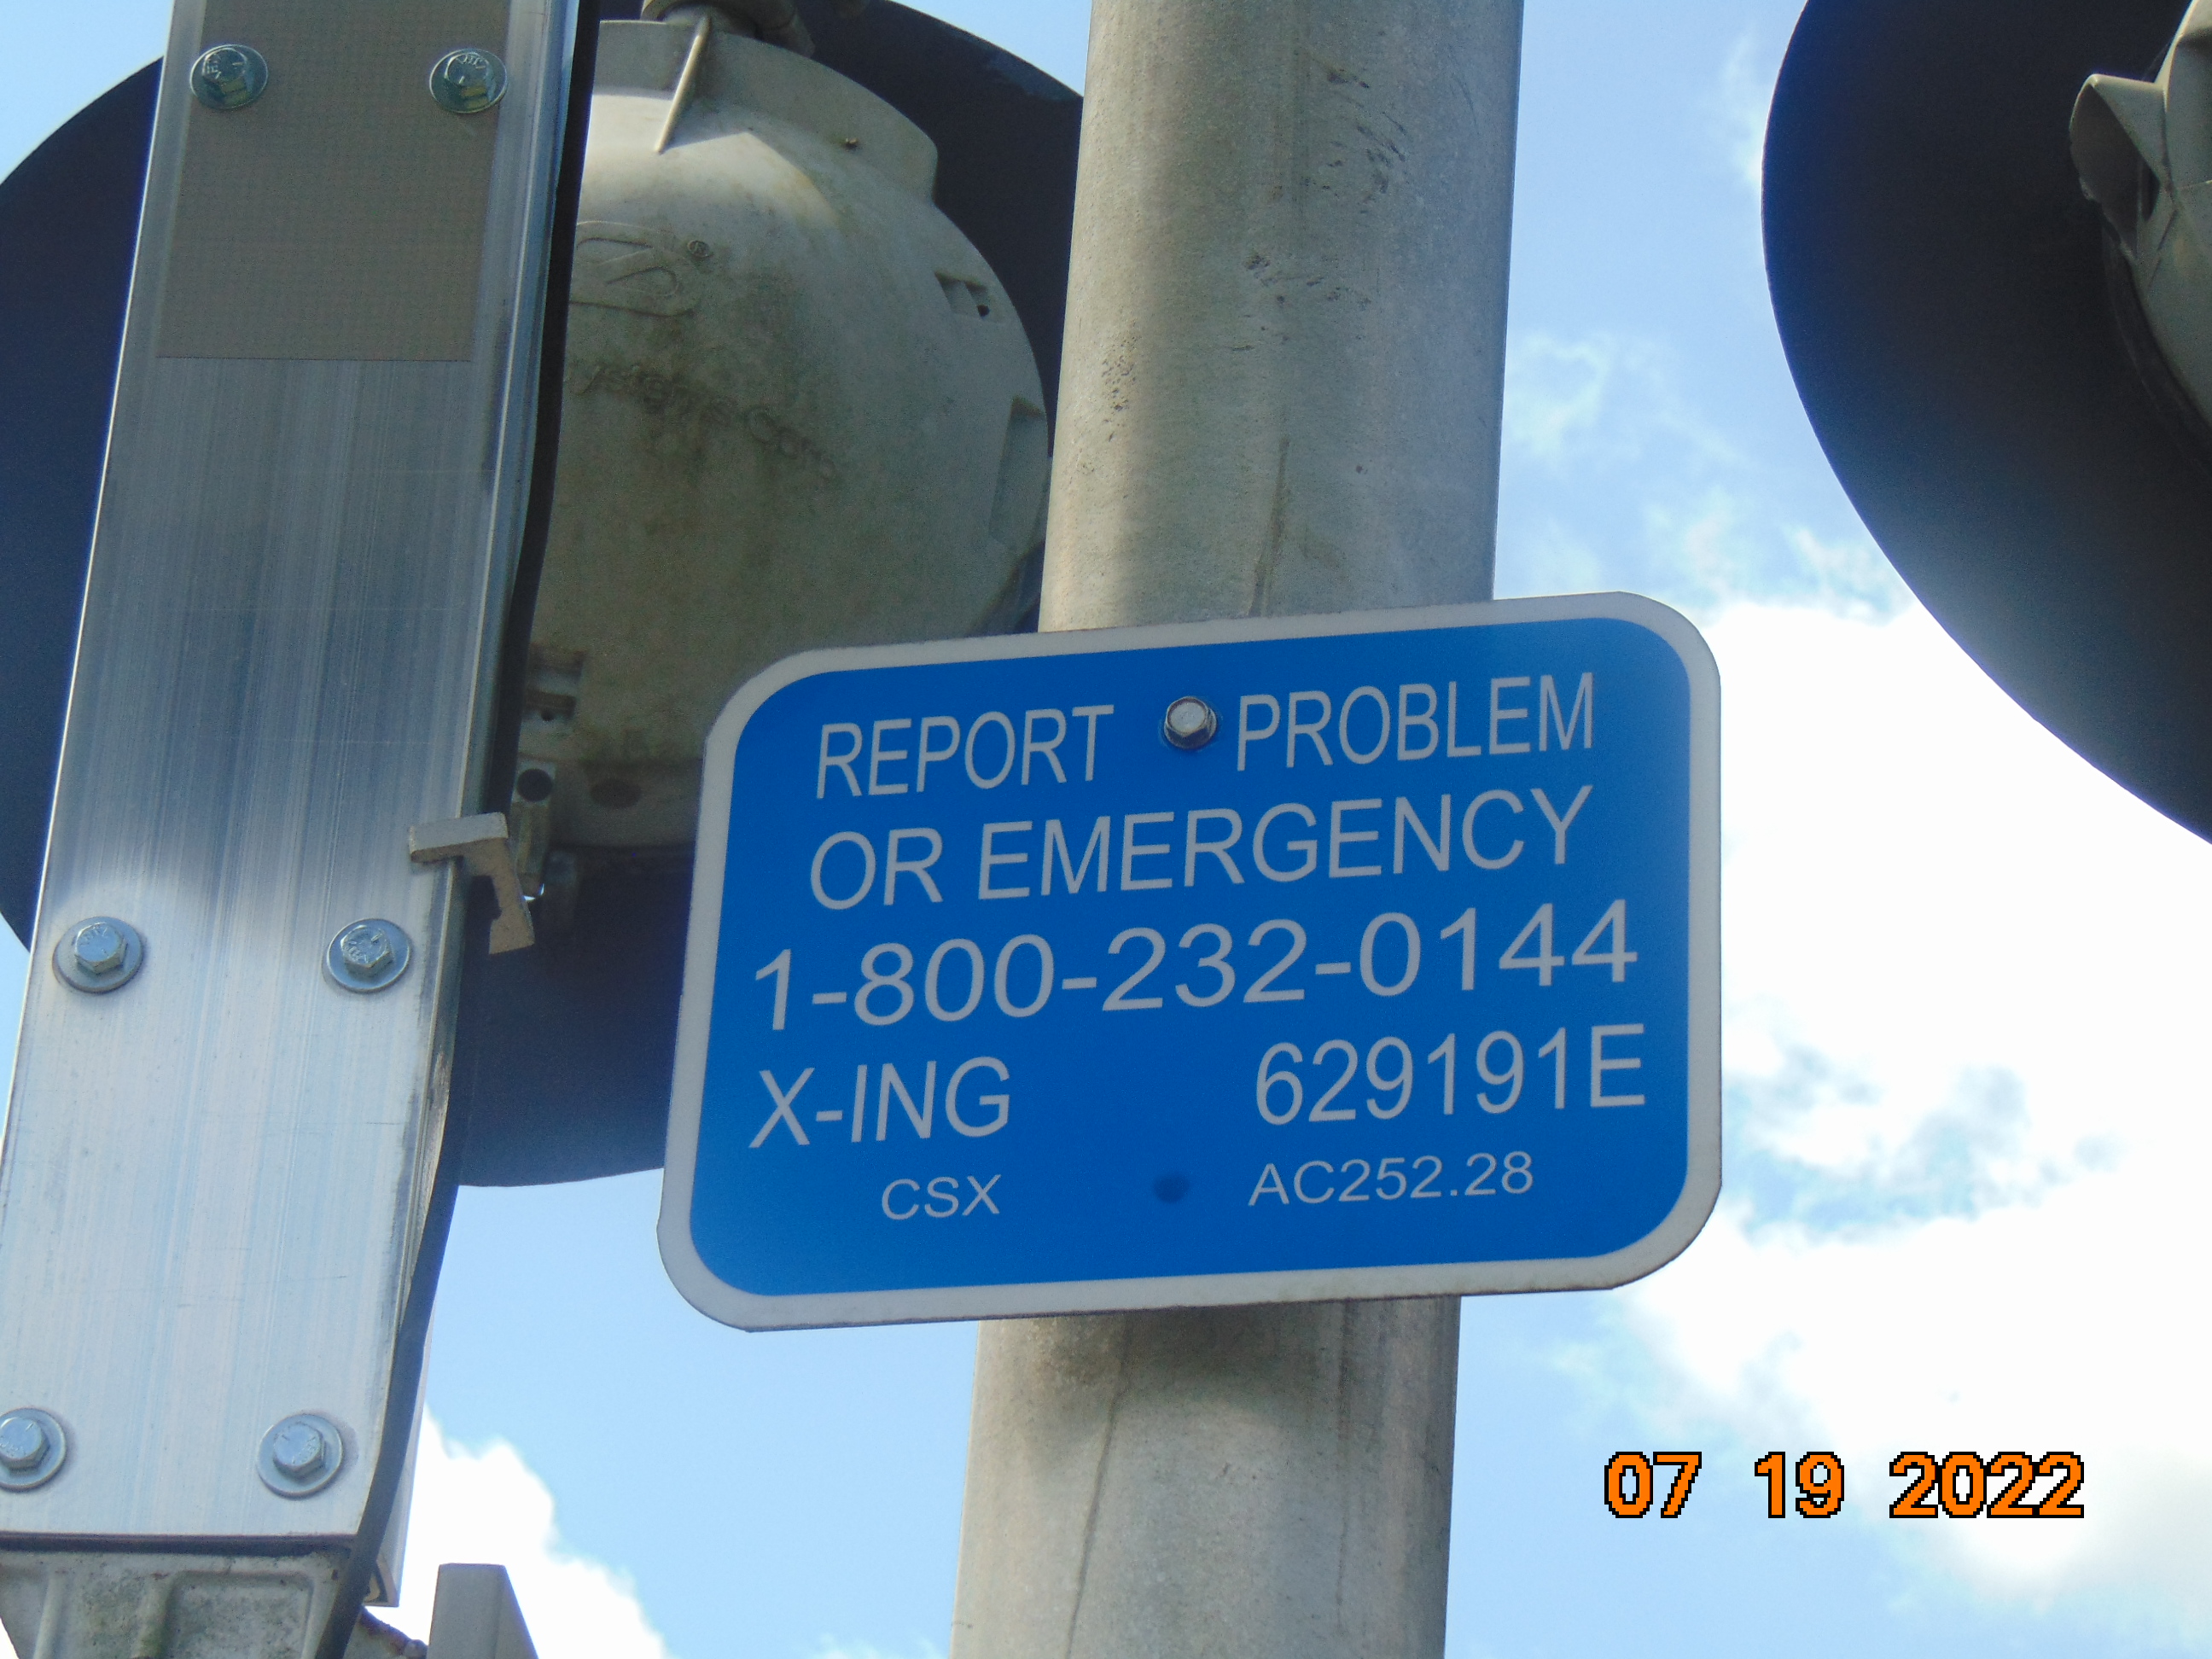 REPORT PROBLEM
OR EMERGENCY
1-800-232-0144
X-ING 629191E
CSX AC252.28
07 19 2022